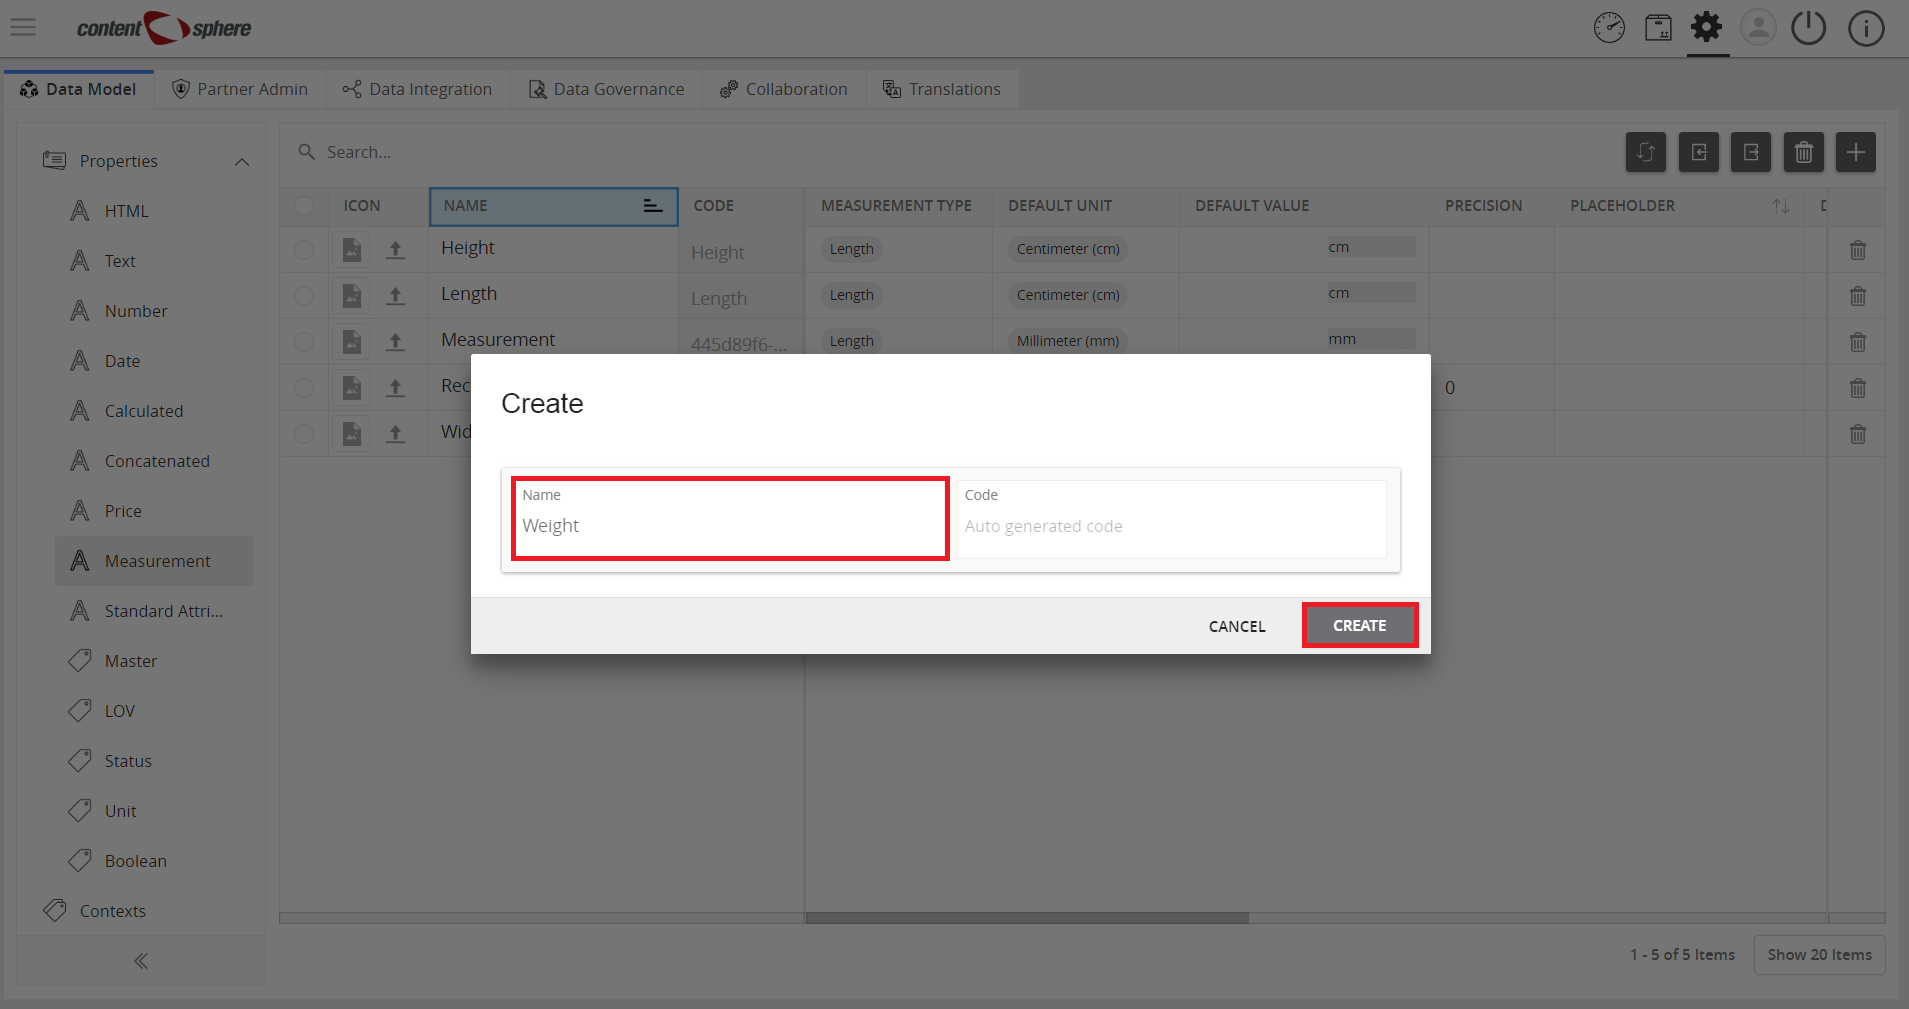 content sphere
Data Model
Partner Admin
Data Integration
Data Governance
Collaboration
Translations
Properties
HTML
Text
Number
Date
Calculated
Concatenated
Price
Measurement
Standard Attri...
Master
LOV
Status
Unit
Boolean
Contexts
Search...
ICON NAME CODE MEASUREMENT TYPE DEFAULT UNIT DEFAULT VALUE PRECISION PLACEHOLDER
Height Height Length Centimeter (cm) cm
Length Length Length Centimeter (cm) cm
Measurement 445d89f6-... Length Millimeter (mm) mm
Rec 0
Wid
Create
Name
Weight
Code
Auto generated code
CANCEL
CREATE
1 - 5 of 5 Items
Show 20 Items